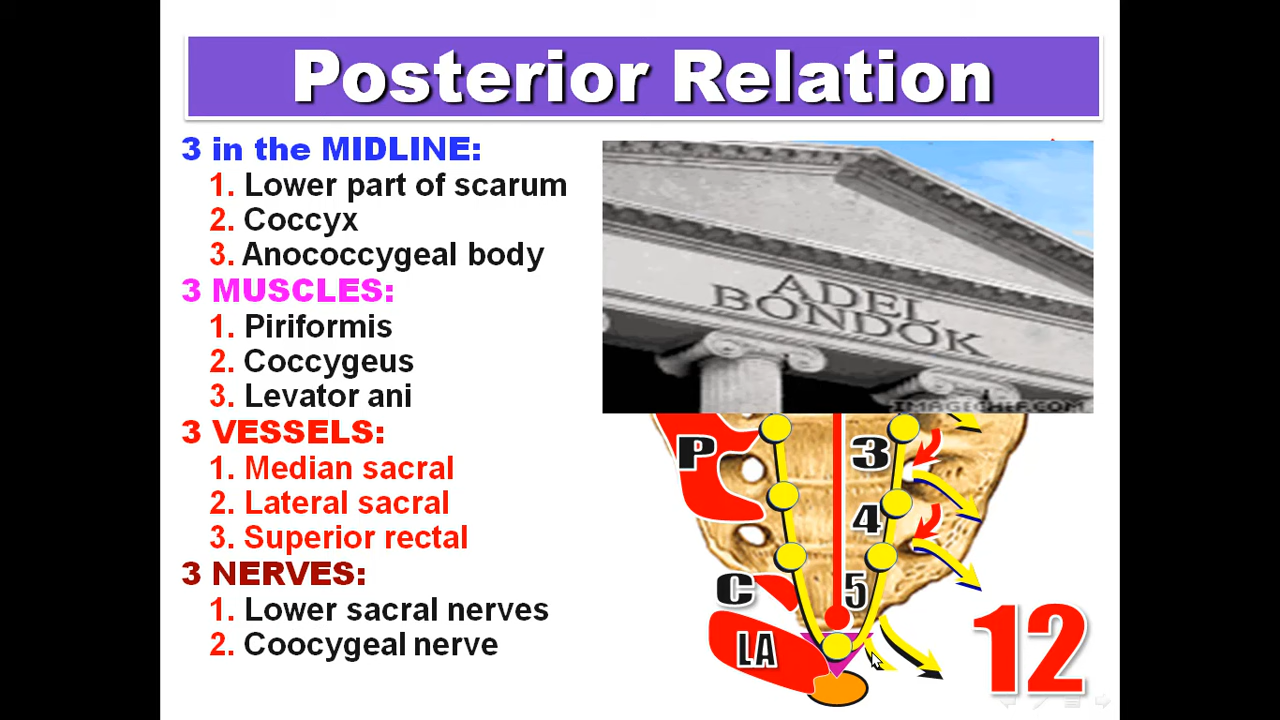 Posterior Relation
3 in the MIDLINE:
1. Lower part of scarum
2. Coccyx
3. Anococcygeal body
3 MUSCLES:
1. Piriformis
2. Coccygeus
3. Levator ani
3 VESSELS:
1. Median sacral
2. Lateral sacral
3. Superior rectal
3 NERVES:
1. Lower sacral nerves
2. Coocygeal nerve
ADEL
BONDOK
IMAGECHEF.COM
P
3
4
C
5
LA
12